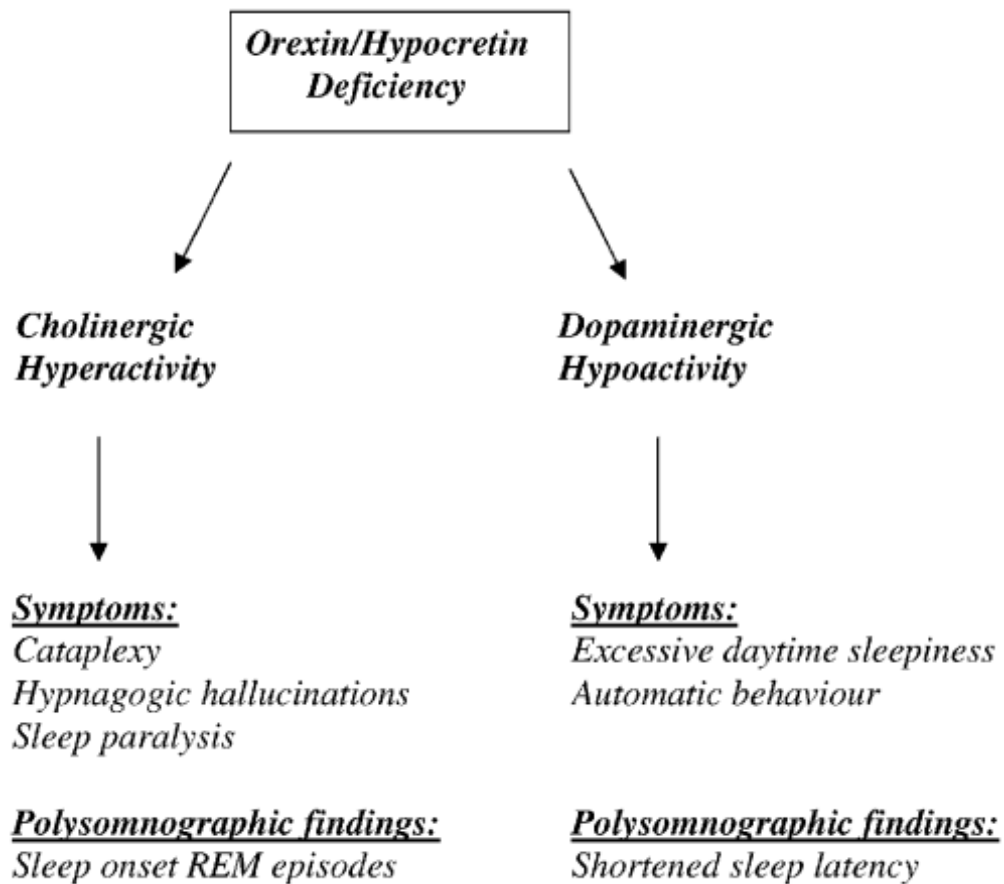 Orexin/Hypocretin
Deficiency
Cholinergic
Hyperactivity
Dopaminergic
Hypoactivity
Symptoms:
Cataplexy
Hypnagogic hallucinations
Sleep paralysis
Polysomnographic findings:
Sleep onset REM episodes
Symptoms:
Excessive daytime sleepiness
Automatic behaviour
Polysomnographic findings:
Shortened sleep latency